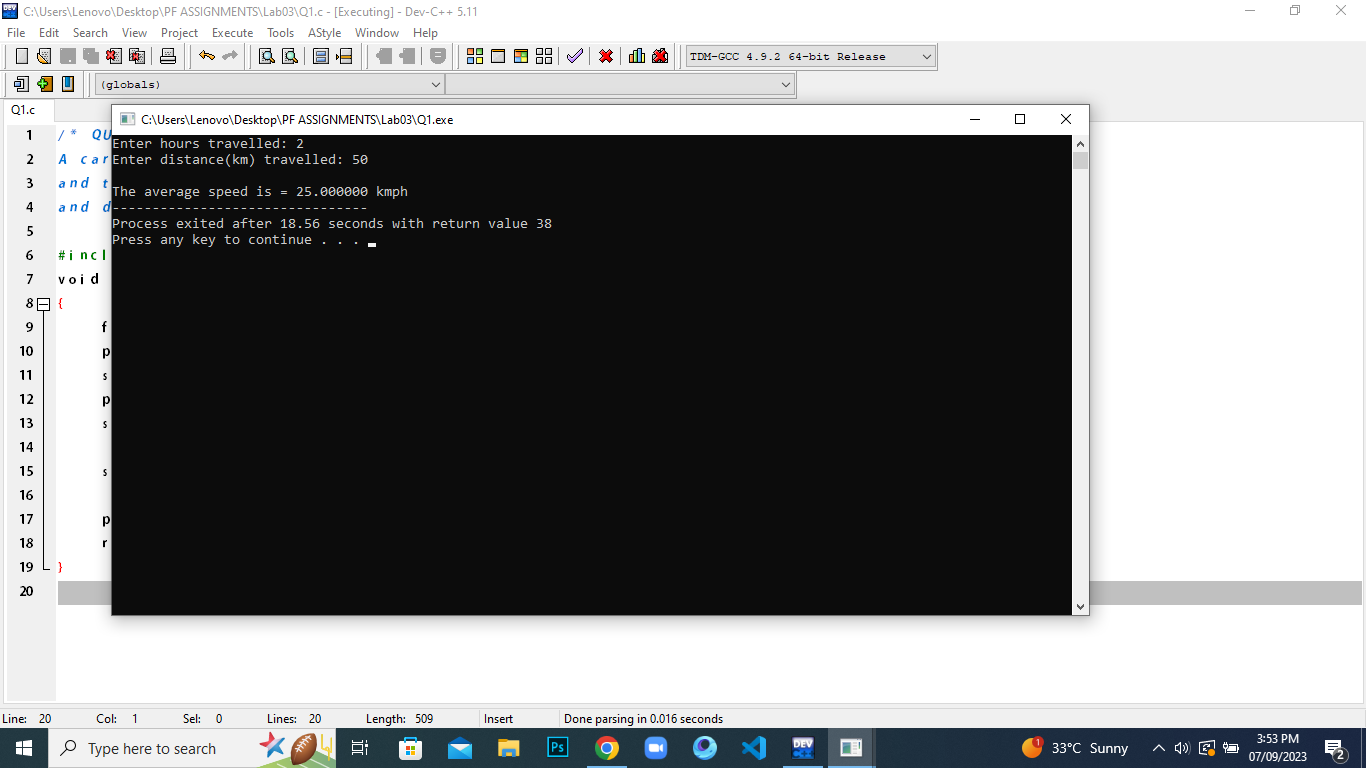 C:\Users\Lenovo\Desktop\PF ASSIGNMENTS\Lab03\Q1.c - [Executing] - Dev-C++ 5.11
File Edit Search View Project Execute Tools AStyle Window Help
TDM-GCC 4.9.2 64-bit Release
(globals)
Q1.c
C:\Users\Lenovo\Desktop\PF ASSIGNMENTS\Lab03\Q1.exe
Enter hours travelled: 2
Enter distance(km) travelled: 50
The average speed is = 25.000000 kmph
--------------------------------
Process exited after 18.56 seconds with return value 38
Press any key to continue . . .
1 /* QU
2 A car
3 and t
4 and d
5
6 #incl
7 void
8 {
9 f
10 p
11 s
12 p
13 s
14
15 s
16
17 p
18 r
19 }
20
Line: 20 Col: 1 Sel: 0 Lines: 20 Length: 509 Insert Done parsing in 0.016 seconds
Type here to search
Ps
DEV
1
33°C Sunny
3:53 PM
07/09/2023
2